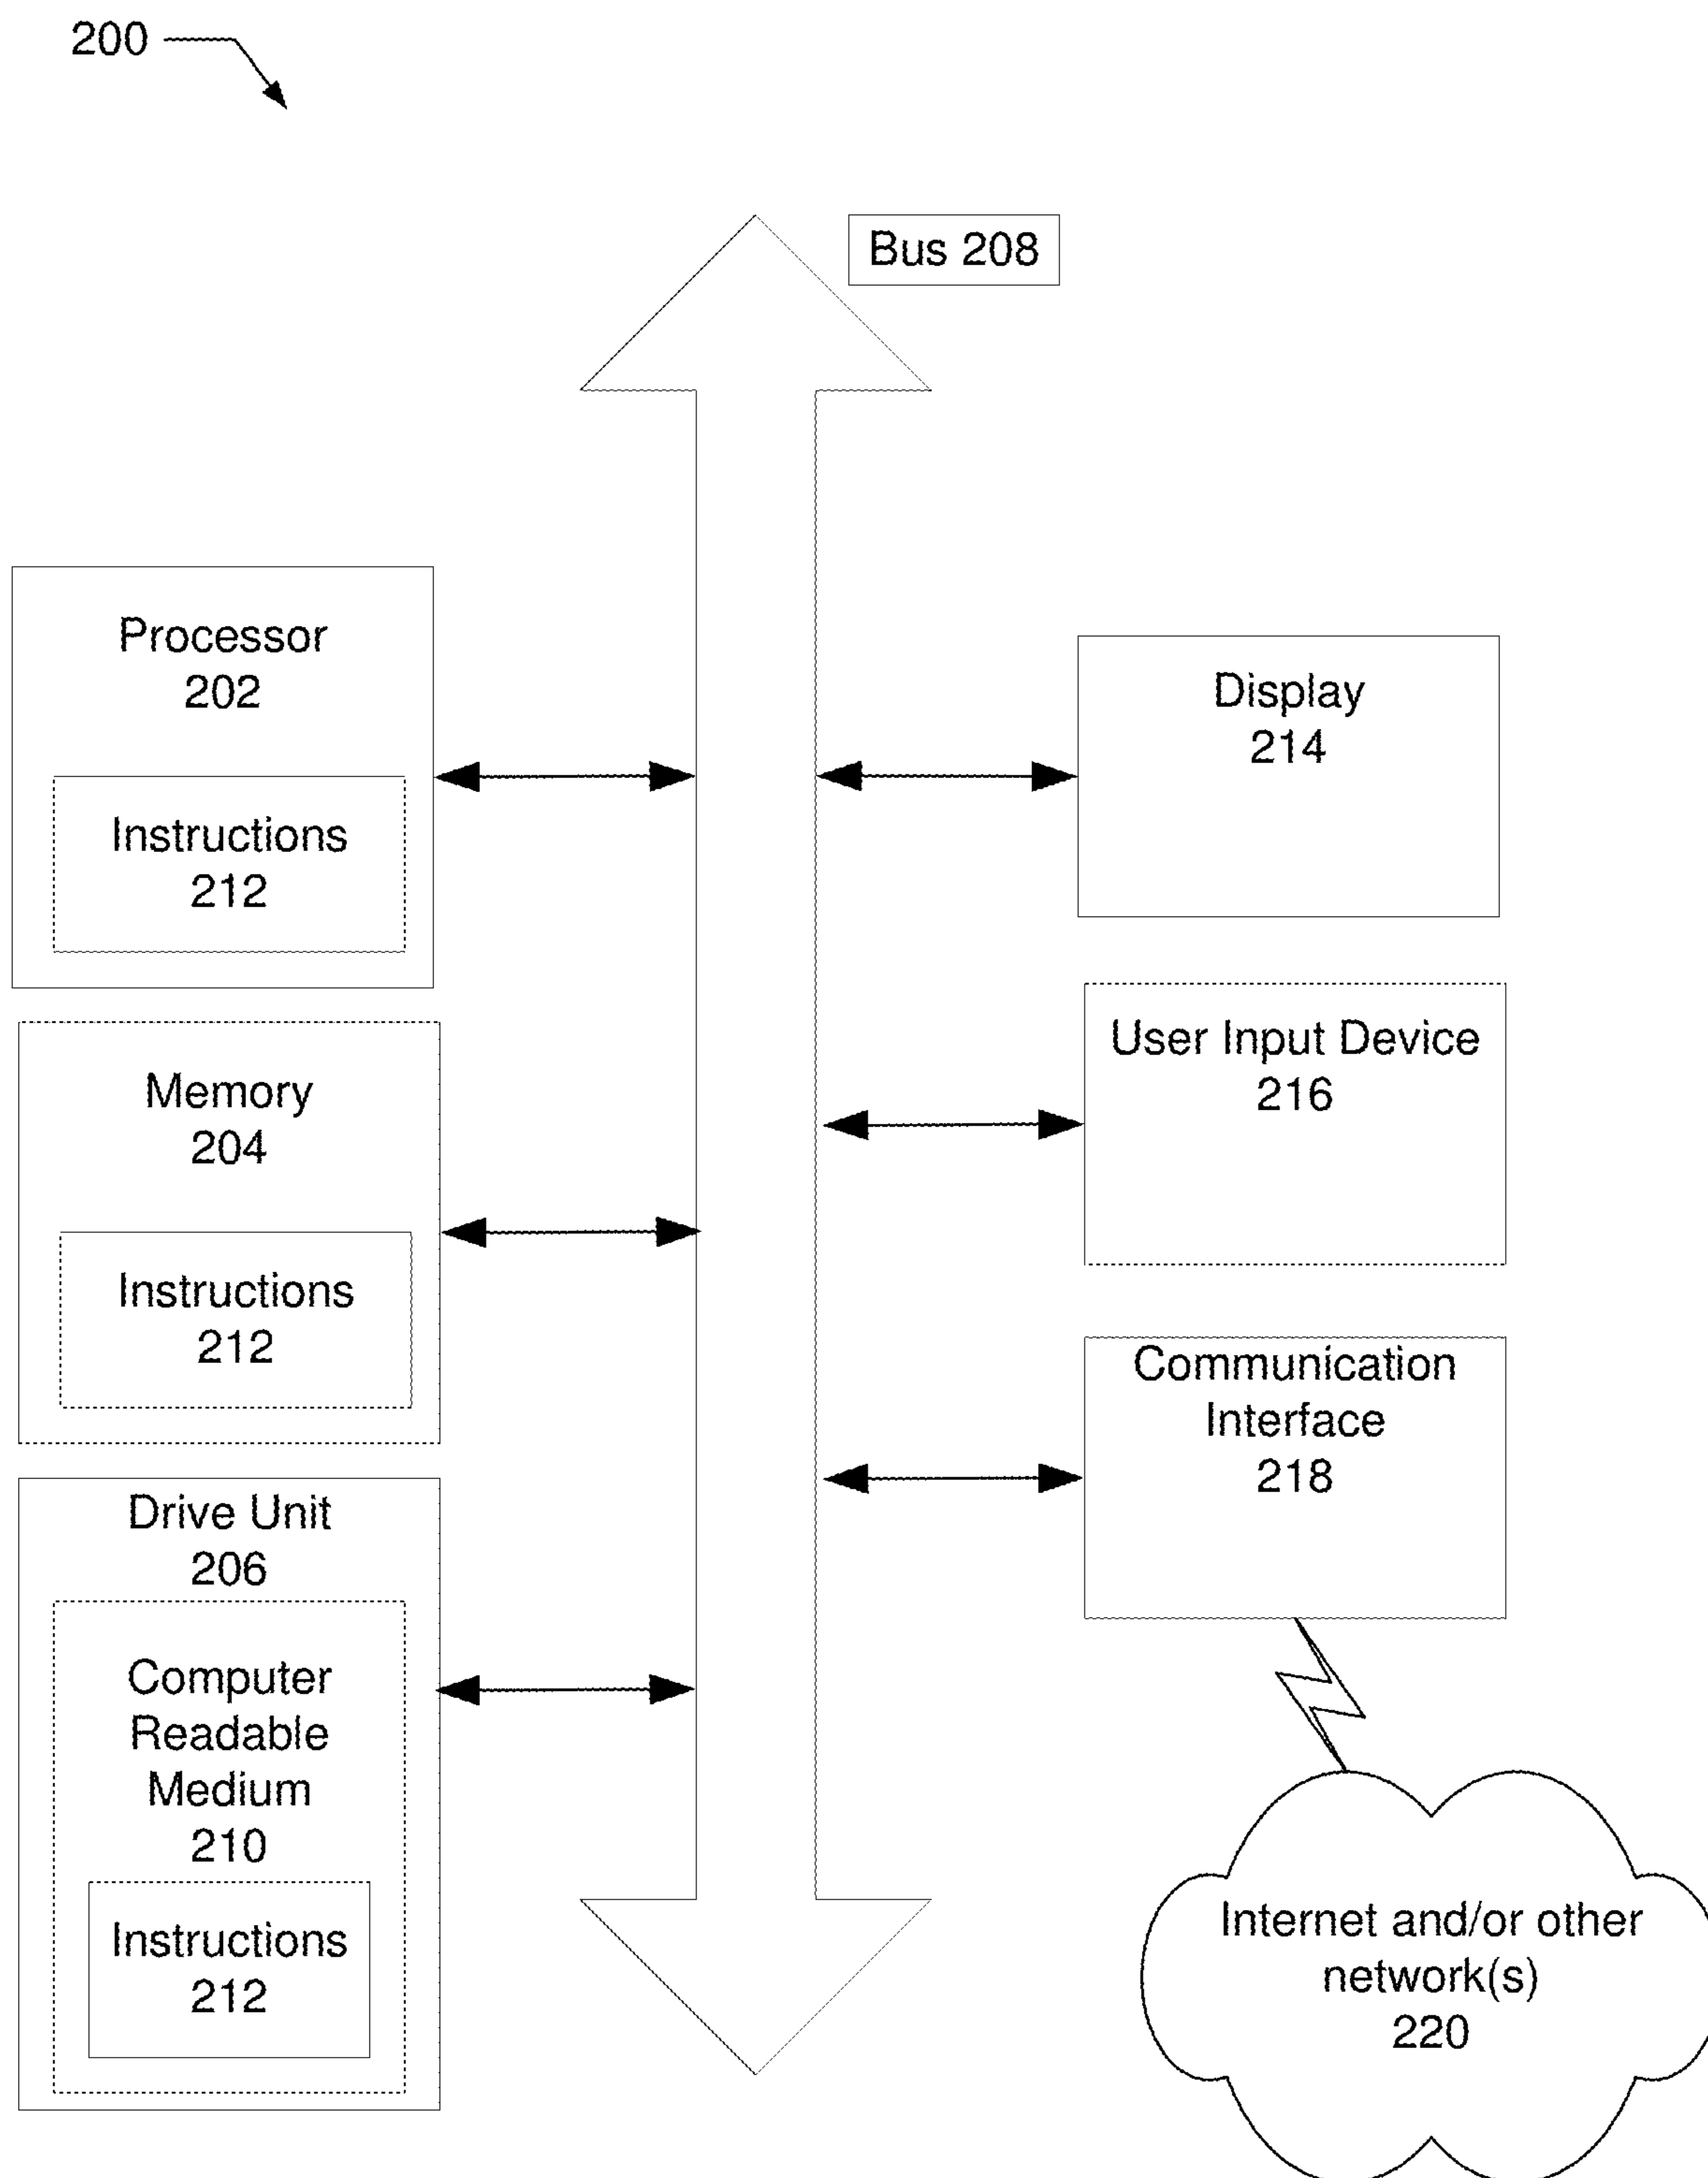 200
Bus 208
Processor
202
Instructions
212
Memory
204
Instructions
212
Drive Unit
206
Computer
Readable
Medium
210
Instructions
212
Display
214
User Input Device
216
Communication
Interface
218
Internet and/or other
network(s)
220